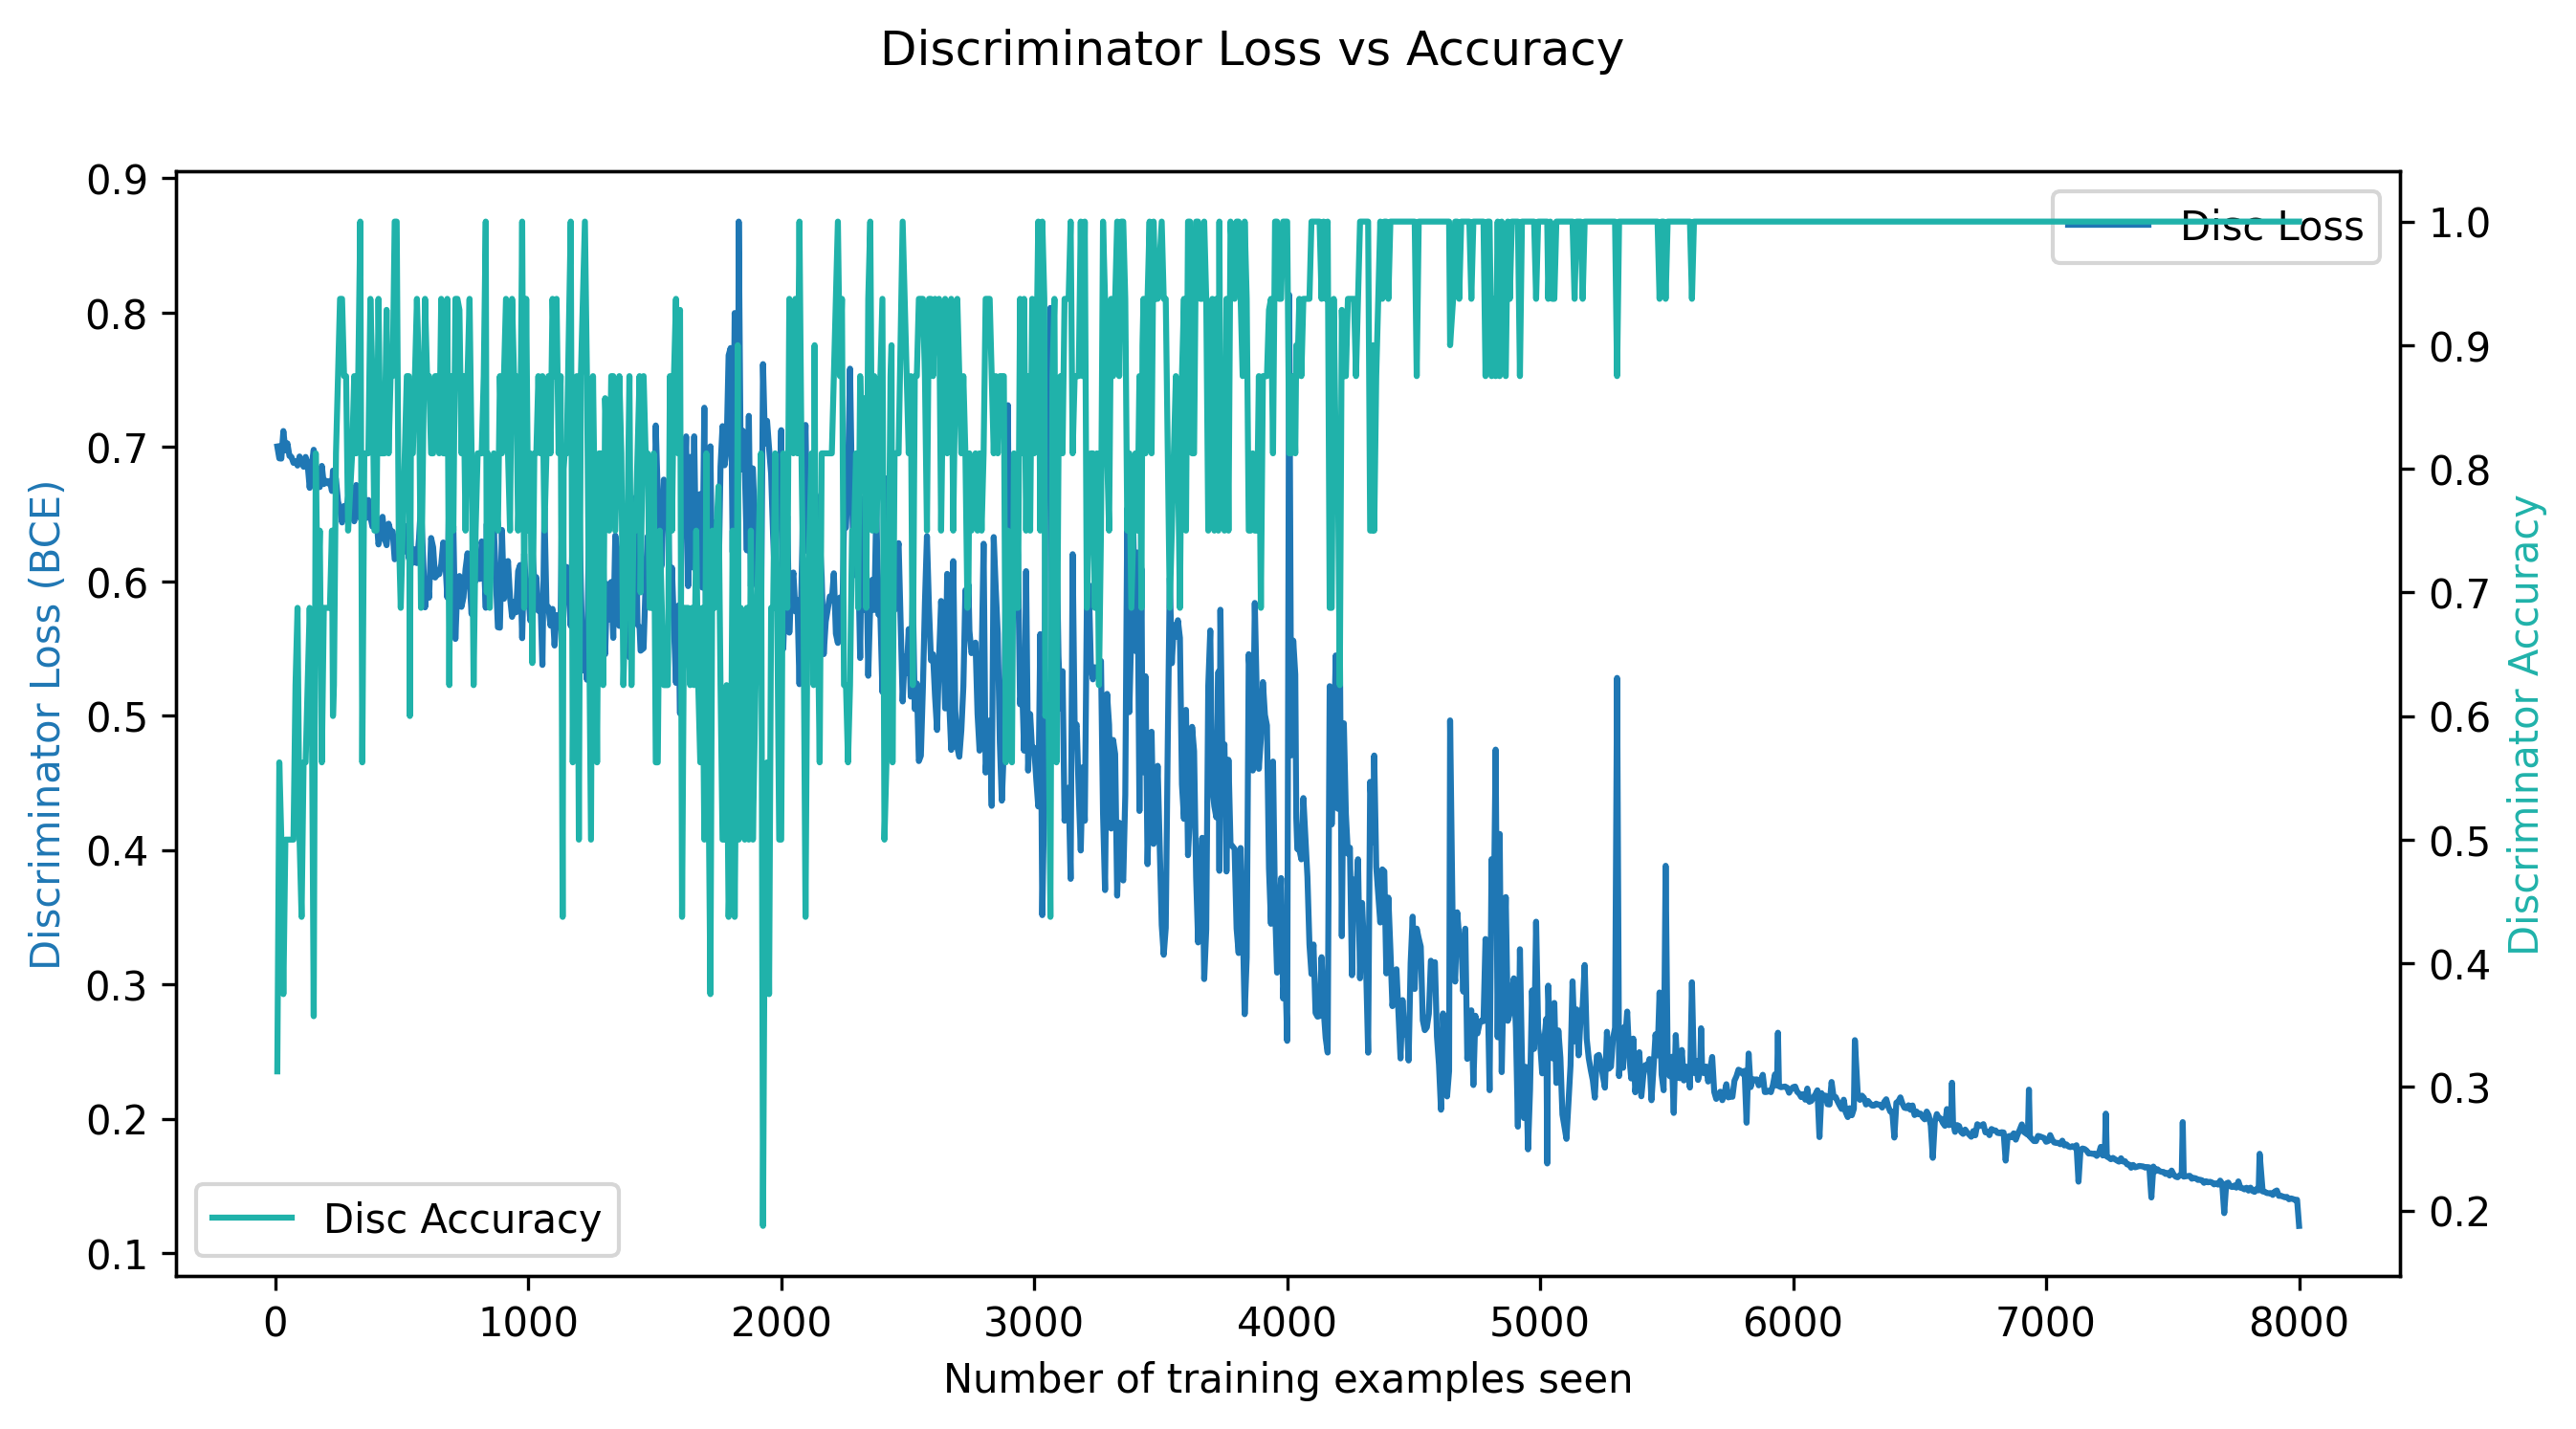 Discriminator Loss vs Accuracy
Discriminator Loss (BCE)
0.9
0.8
0.7
0.6
0.5
0.4
0.3
0.2
0.1
Disc Loss
Disc Accuracy
1.0
0.9
0.8
0.7
0.6
0.5
0.4
0.3
0.2
Discriminator Accuracy
0 1000 2000 3000 4000 5000 6000 7000 8000
Number of training examples seen